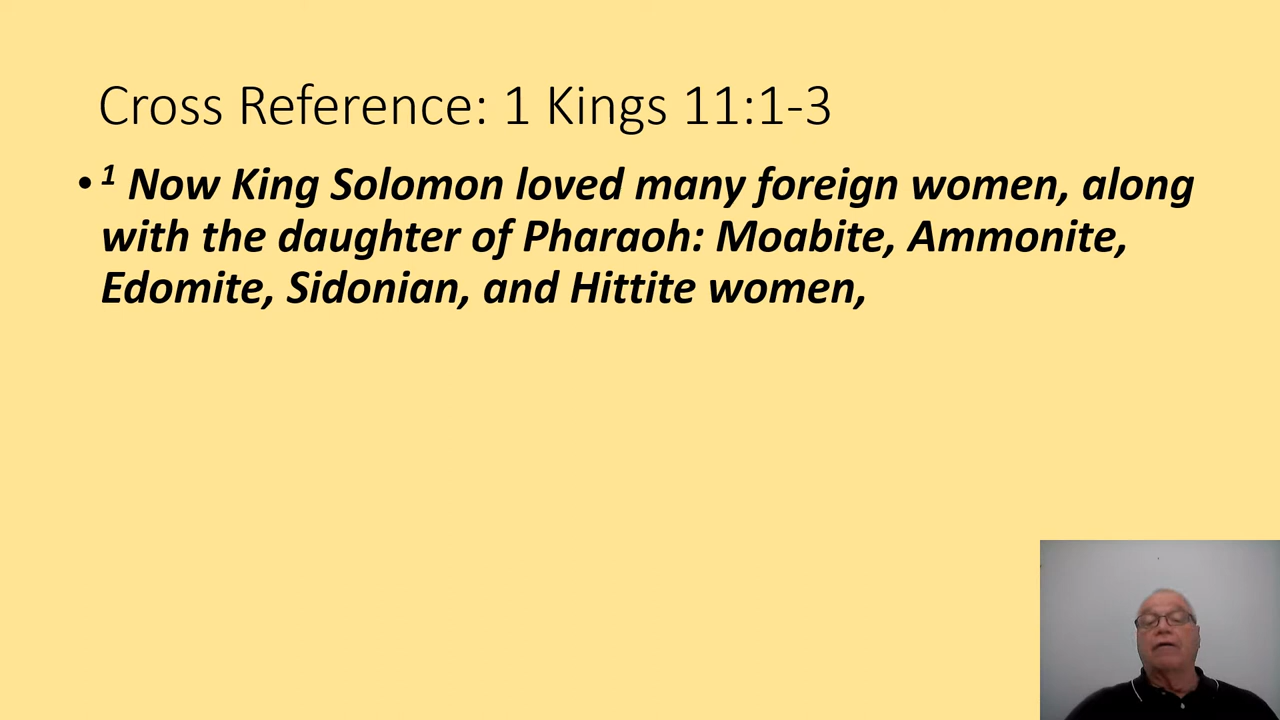 Cross Reference: 1 Kings 11:1-3
• 1 Now King Solomon loved many foreign women, along
with the daughter of Pharaoh: Moabite, Ammonite,
Edomite, Sidonian, and Hittite women,